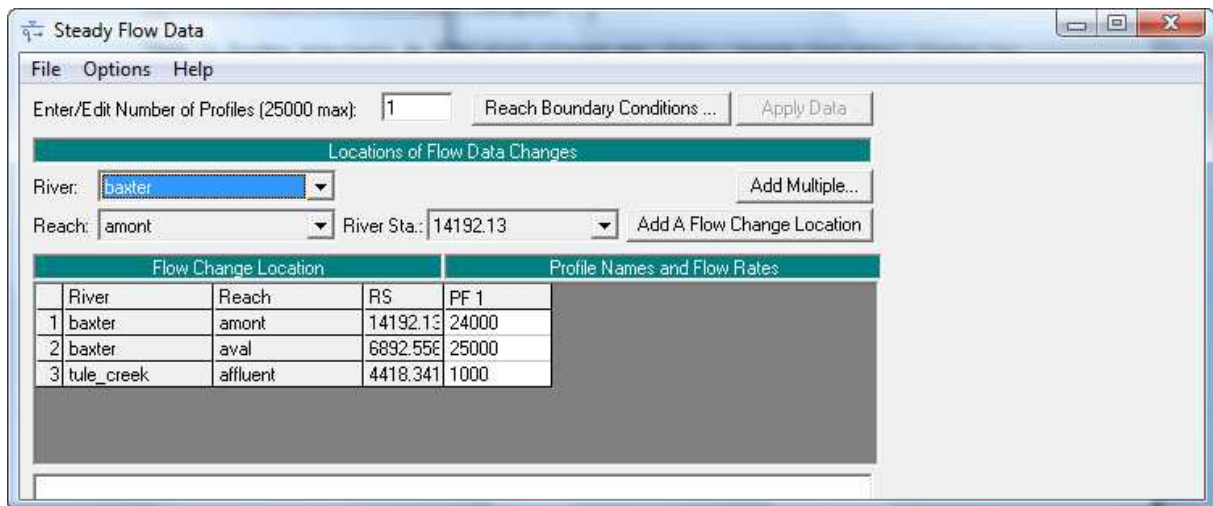 Steady Flow Data
File Options Help
Enter/Edit Number of Profiles (25000 max): 1 Reach Boundary Conditions ... Apply Data
Locations of Flow Data Changes
River: baxter Add Multiple...
Reach: amont River Sta.: 14192.13 Add A Flow Change Location
Flow Change Location Profile Names and Flow Rates
River Reach RS PF 1
1 baxter amont 14192.13 24000
2 baxter aval 6892.558 25000
3 tule_creek affluent 4418.341 1000